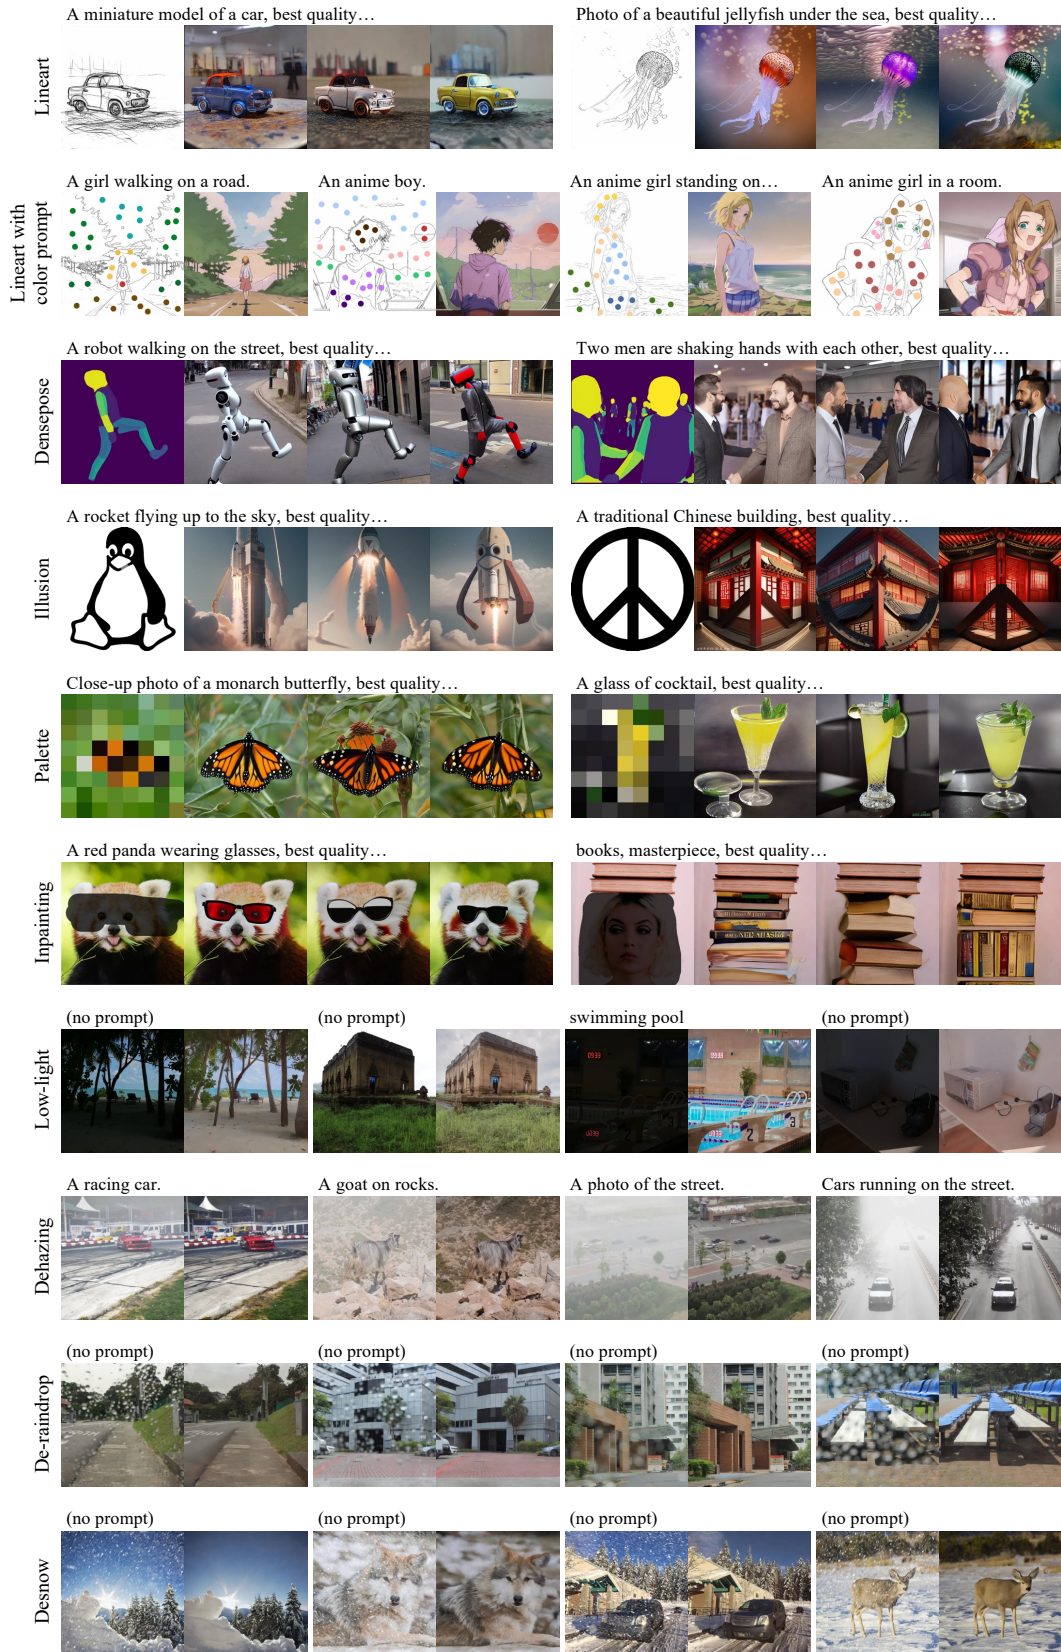 A miniature model of a car, best quality…
Photo of a beautiful jellyfish under the sea, best quality…
Lineart
A girl walking on a road.
An anime boy.
An anime girl standing on…
An anime girl in a room.
Lineart with
color prompt
A robot walking on the street, best quality…
Two men are shaking hands with each other, best quality…
Densepose
A rocket flying up to the sky, best quality…
A traditional Chinese building, best quality…
Illusion
Close-up photo of a monarch butterfly, best quality…
A glass of cocktail, best quality…
Palette
A red panda wearing glasses, best quality…
books, masterpiece, best quality…
Inpainting
(no prompt)
(no prompt)
swimming pool
(no prompt)
Low-light
A racing car.
A goat on rocks.
A photo of the street.
Cars running on the street.
Dehazing
(no prompt)
(no prompt)
(no prompt)
(no prompt)
De-raindrop
(no prompt)
(no prompt)
(no prompt)
(no prompt)
Desnow